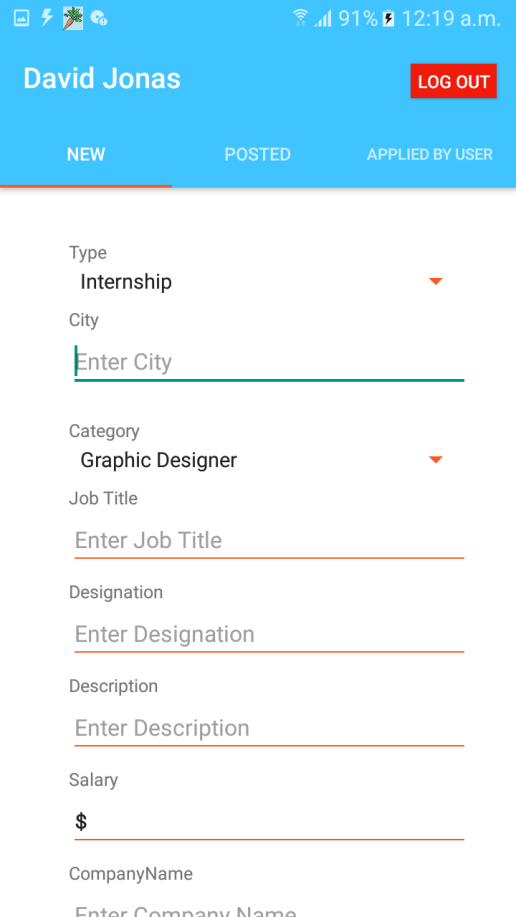 91% 12:19 a.m.
David Jonas
LOG OUT
NEW POSTED APPLIED BY USER
Type
Internship
City
Enter City
Category
Graphic Designer
Job Title
Enter Job Title
Designation
Enter Designation
Description
Enter Description
Salary
$
CompanyName
Enter Company Name